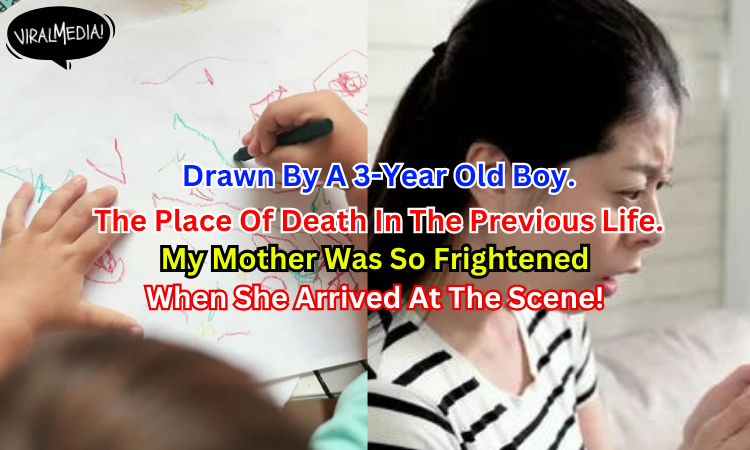 VIRALMEDIA!
Drawn By A 3-Year Old Boy.
The Place Of Death In The Previous Life.
My Mother Was So Frightened
When She Arrived At The Scene!